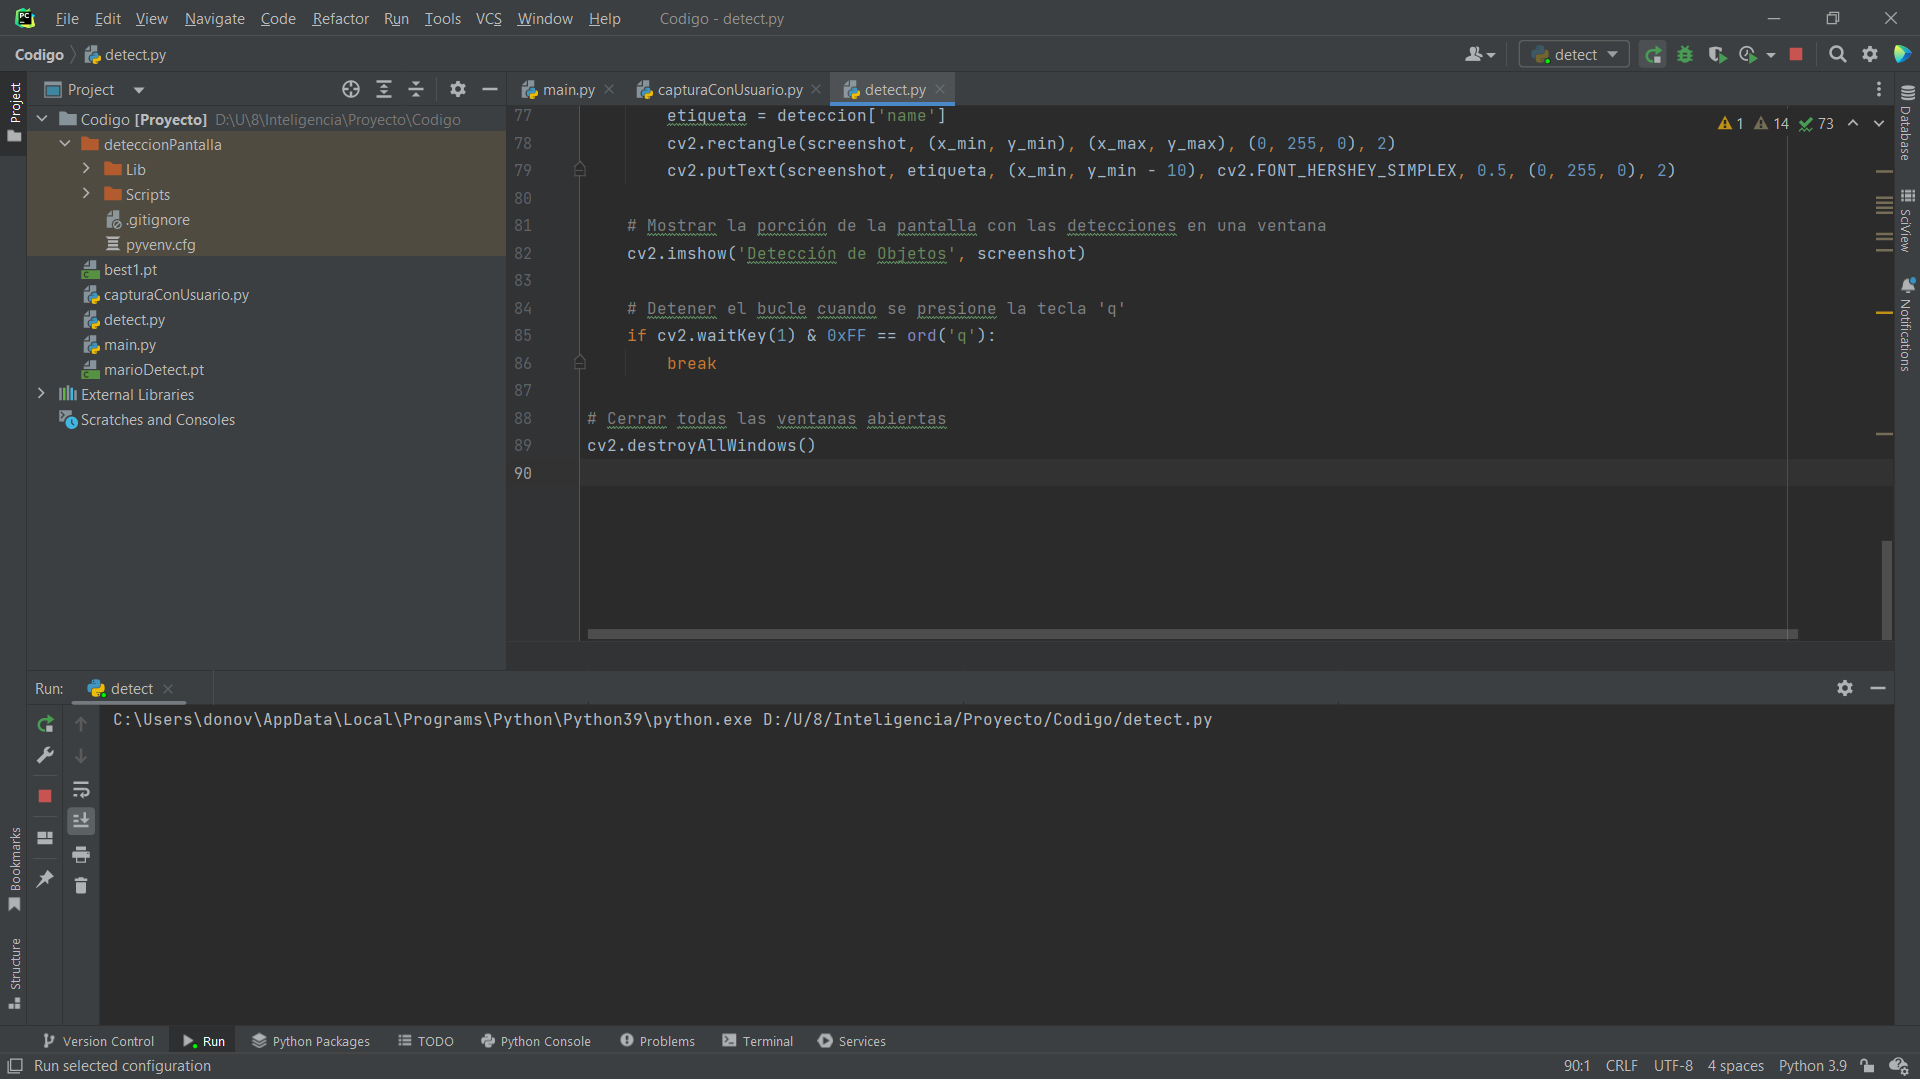 File Edit View Navigate Code Refactor Run Tools VCS Window Help Codigo - detect.py
Codigo detect.py
detect
Project
main.py
capturaConUsuario.py
detect.py
Codigo [Proyecto] D:\U\8\Inteligencia\Proyecto\Codigo
deteccionPantalla
Lib
Scripts
.gitignore
pyvenv.cfg
best1.pt
capturaConUsuario.py
detect.py
main.py
marioDetect.pt
External Libraries
Scratches and Consoles
77 etiqueta = deteccion['name']
78 cv2.rectangle(screenshot, (x_min, y_min), (x_max, y_max), (0, 255, 0), 2)
79 cv2.putText(screenshot, etiqueta, (x_min, y_min - 10), cv2.FONT_HERSHEY_SIMPLEX, 0.5, (0, 255, 0), 2)
80
81 # Mostrar la porción de la pantalla con las detecciones en una ventana
82 cv2.imshow('Detección de Objetos', screenshot)
83
84 # Detener el bucle cuando se presione la tecla 'q'
85 if cv2.waitKey(1) & 0xFF == ord('q'):
86 break
87
88 # Cerrar todas las ventanas abiertas
89 cv2.destroyAllWindows()
90
1 14 73
Project
Bookmarks
Structure
Database
SciView
Notifications
Run: detect
C:\Users\donov\AppData\Local\Programs\Python\Python39\python.exe D:/U/8/Inteligencia/Proyecto/Codigo/detect.py
Version Control Run Python Packages TODO Python Console Problems Terminal Services
Run selected configuration 90:1 CRLF UTF-8 4 spaces Python 3.9